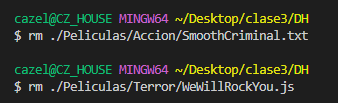 cazel@CZ_HOUSE MINGW64 ~/Desktop/clase3/DH
$ rm ./Peliculas/Accion/SmoothCriminal.txt
cazel@CZ_HOUSE MINGW64 ~/Desktop/clase3/DH
$ rm ./Peliculas/Terror/WeWillRockYou.js